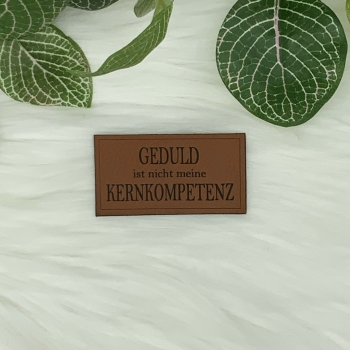 GEDULD
ist nicht meine
KERNKOMPETENZ